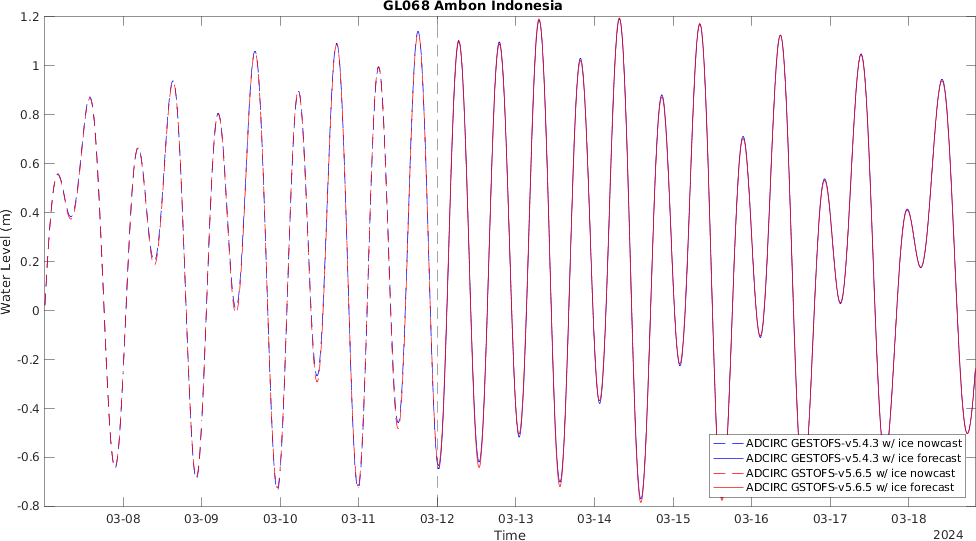 GL068 Ambon Indonesia
1.2
1
0.8
0.6
0.4
0.2
0
-0.2
-0.4
-0.6
-0.8
Water Level (m)
ADCIRC GESTOFS-v5.4.3 w/ ice nowcast
ADCIRC GESTOFS-v5.4.3 w/ ice forecast
ADCIRC GSTOFS-v5.6.5 w/ ice nowcast
ADCIRC GSTOFS-v5.6.5 w/ ice forecast
03-08 03-09 03-10 03-11 03-12 03-13 03-14 03-15 03-16 03-17 03-18
Time
2024